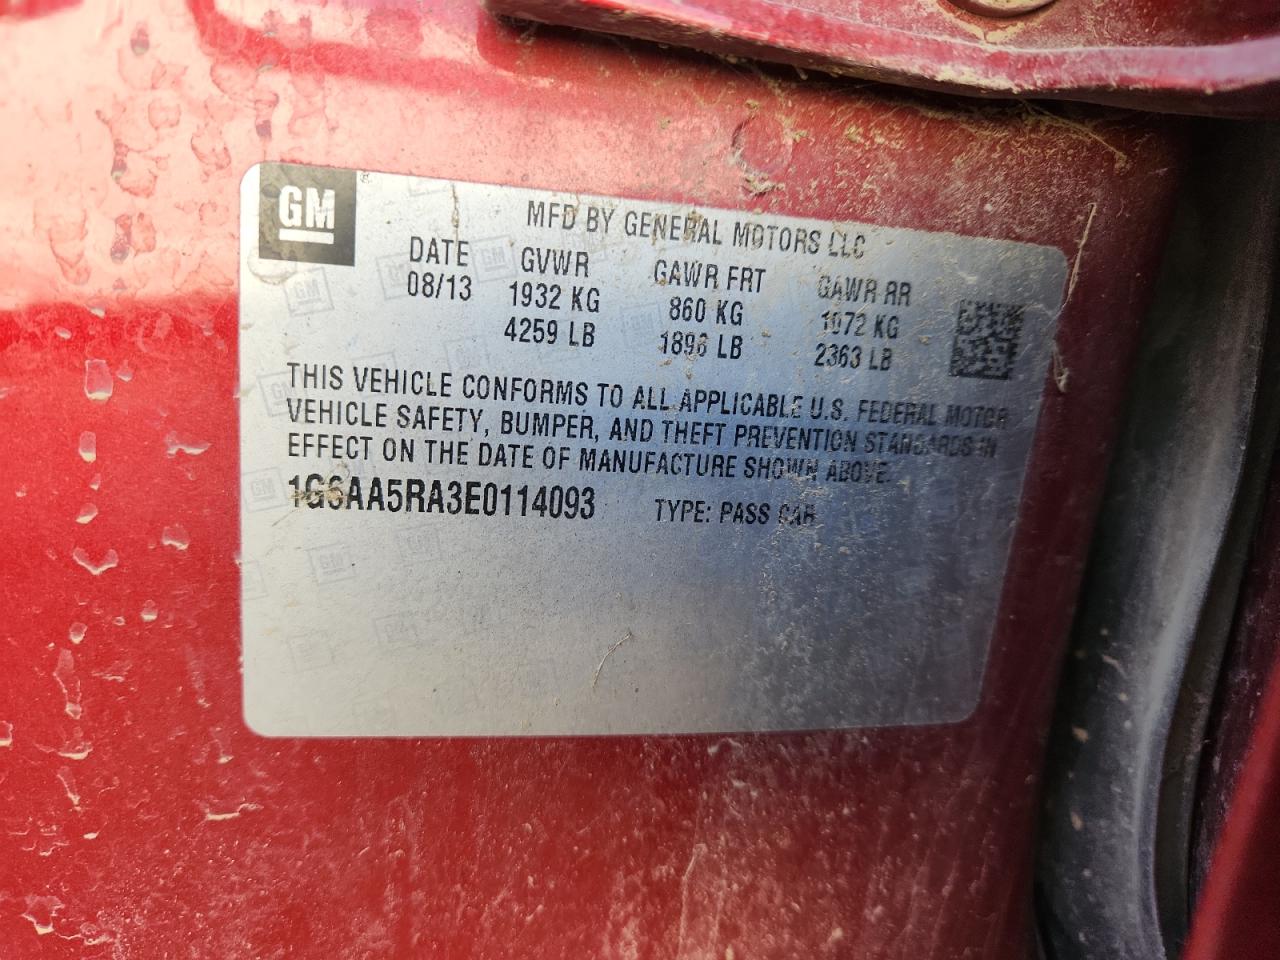 GM
MFD BY GENERAL MOTORS LLC
DATE GVWR GAWR FRT GAWR RR
08/13 1932 KG 860 KG 1072 KG
4259 LB 1896 LB 2363 LB
THIS VEHICLE CONFORMS TO ALL APPLICABLE U.S. FEDERAL MOTOR
VEHICLE SAFETY, BUMPER, AND THEFT PREVENTION STANDARDS IN
EFFECT ON THE DATE OF MANUFACTURE SHOWN ABOVE.
1G6AA5RA3E0114093 TYPE: PASS CAR